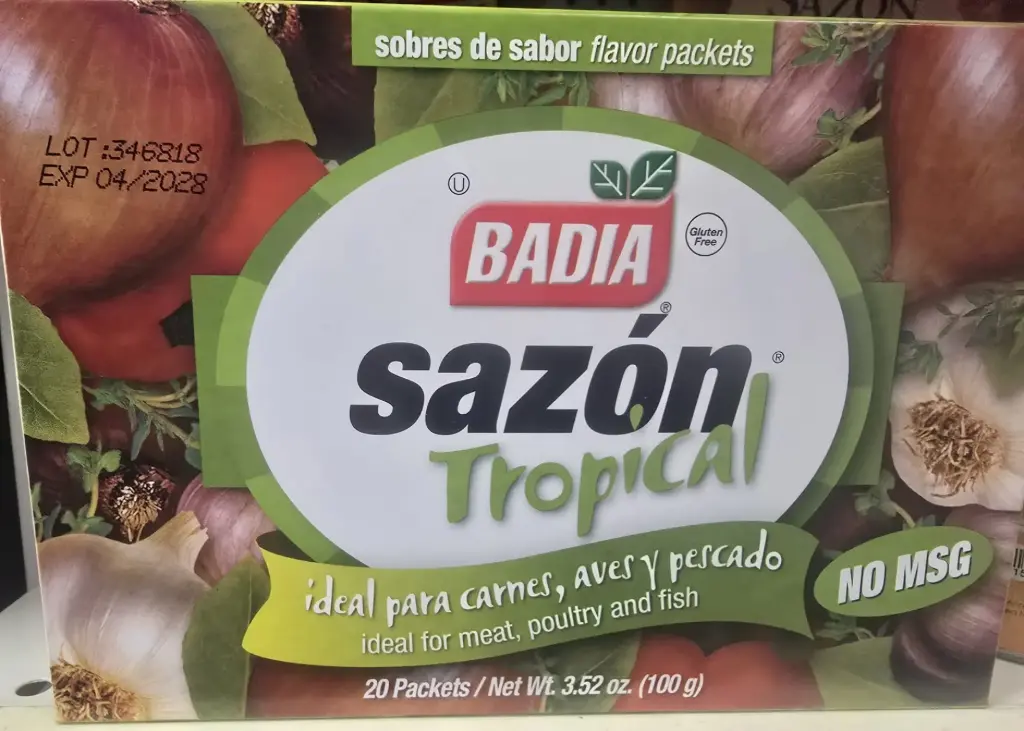 SAZÓN
sobres de sabor flavor packets
LOT :346818
EXP 04/2028
U
BADIA
®
Gluten
Free
sazón ®
Tropical
ideal para carnes, aves y pescado
ideal for meat, poultry and fish
NO MSG
20 Packets / Net Wt. 3.52 oz. (100 g)